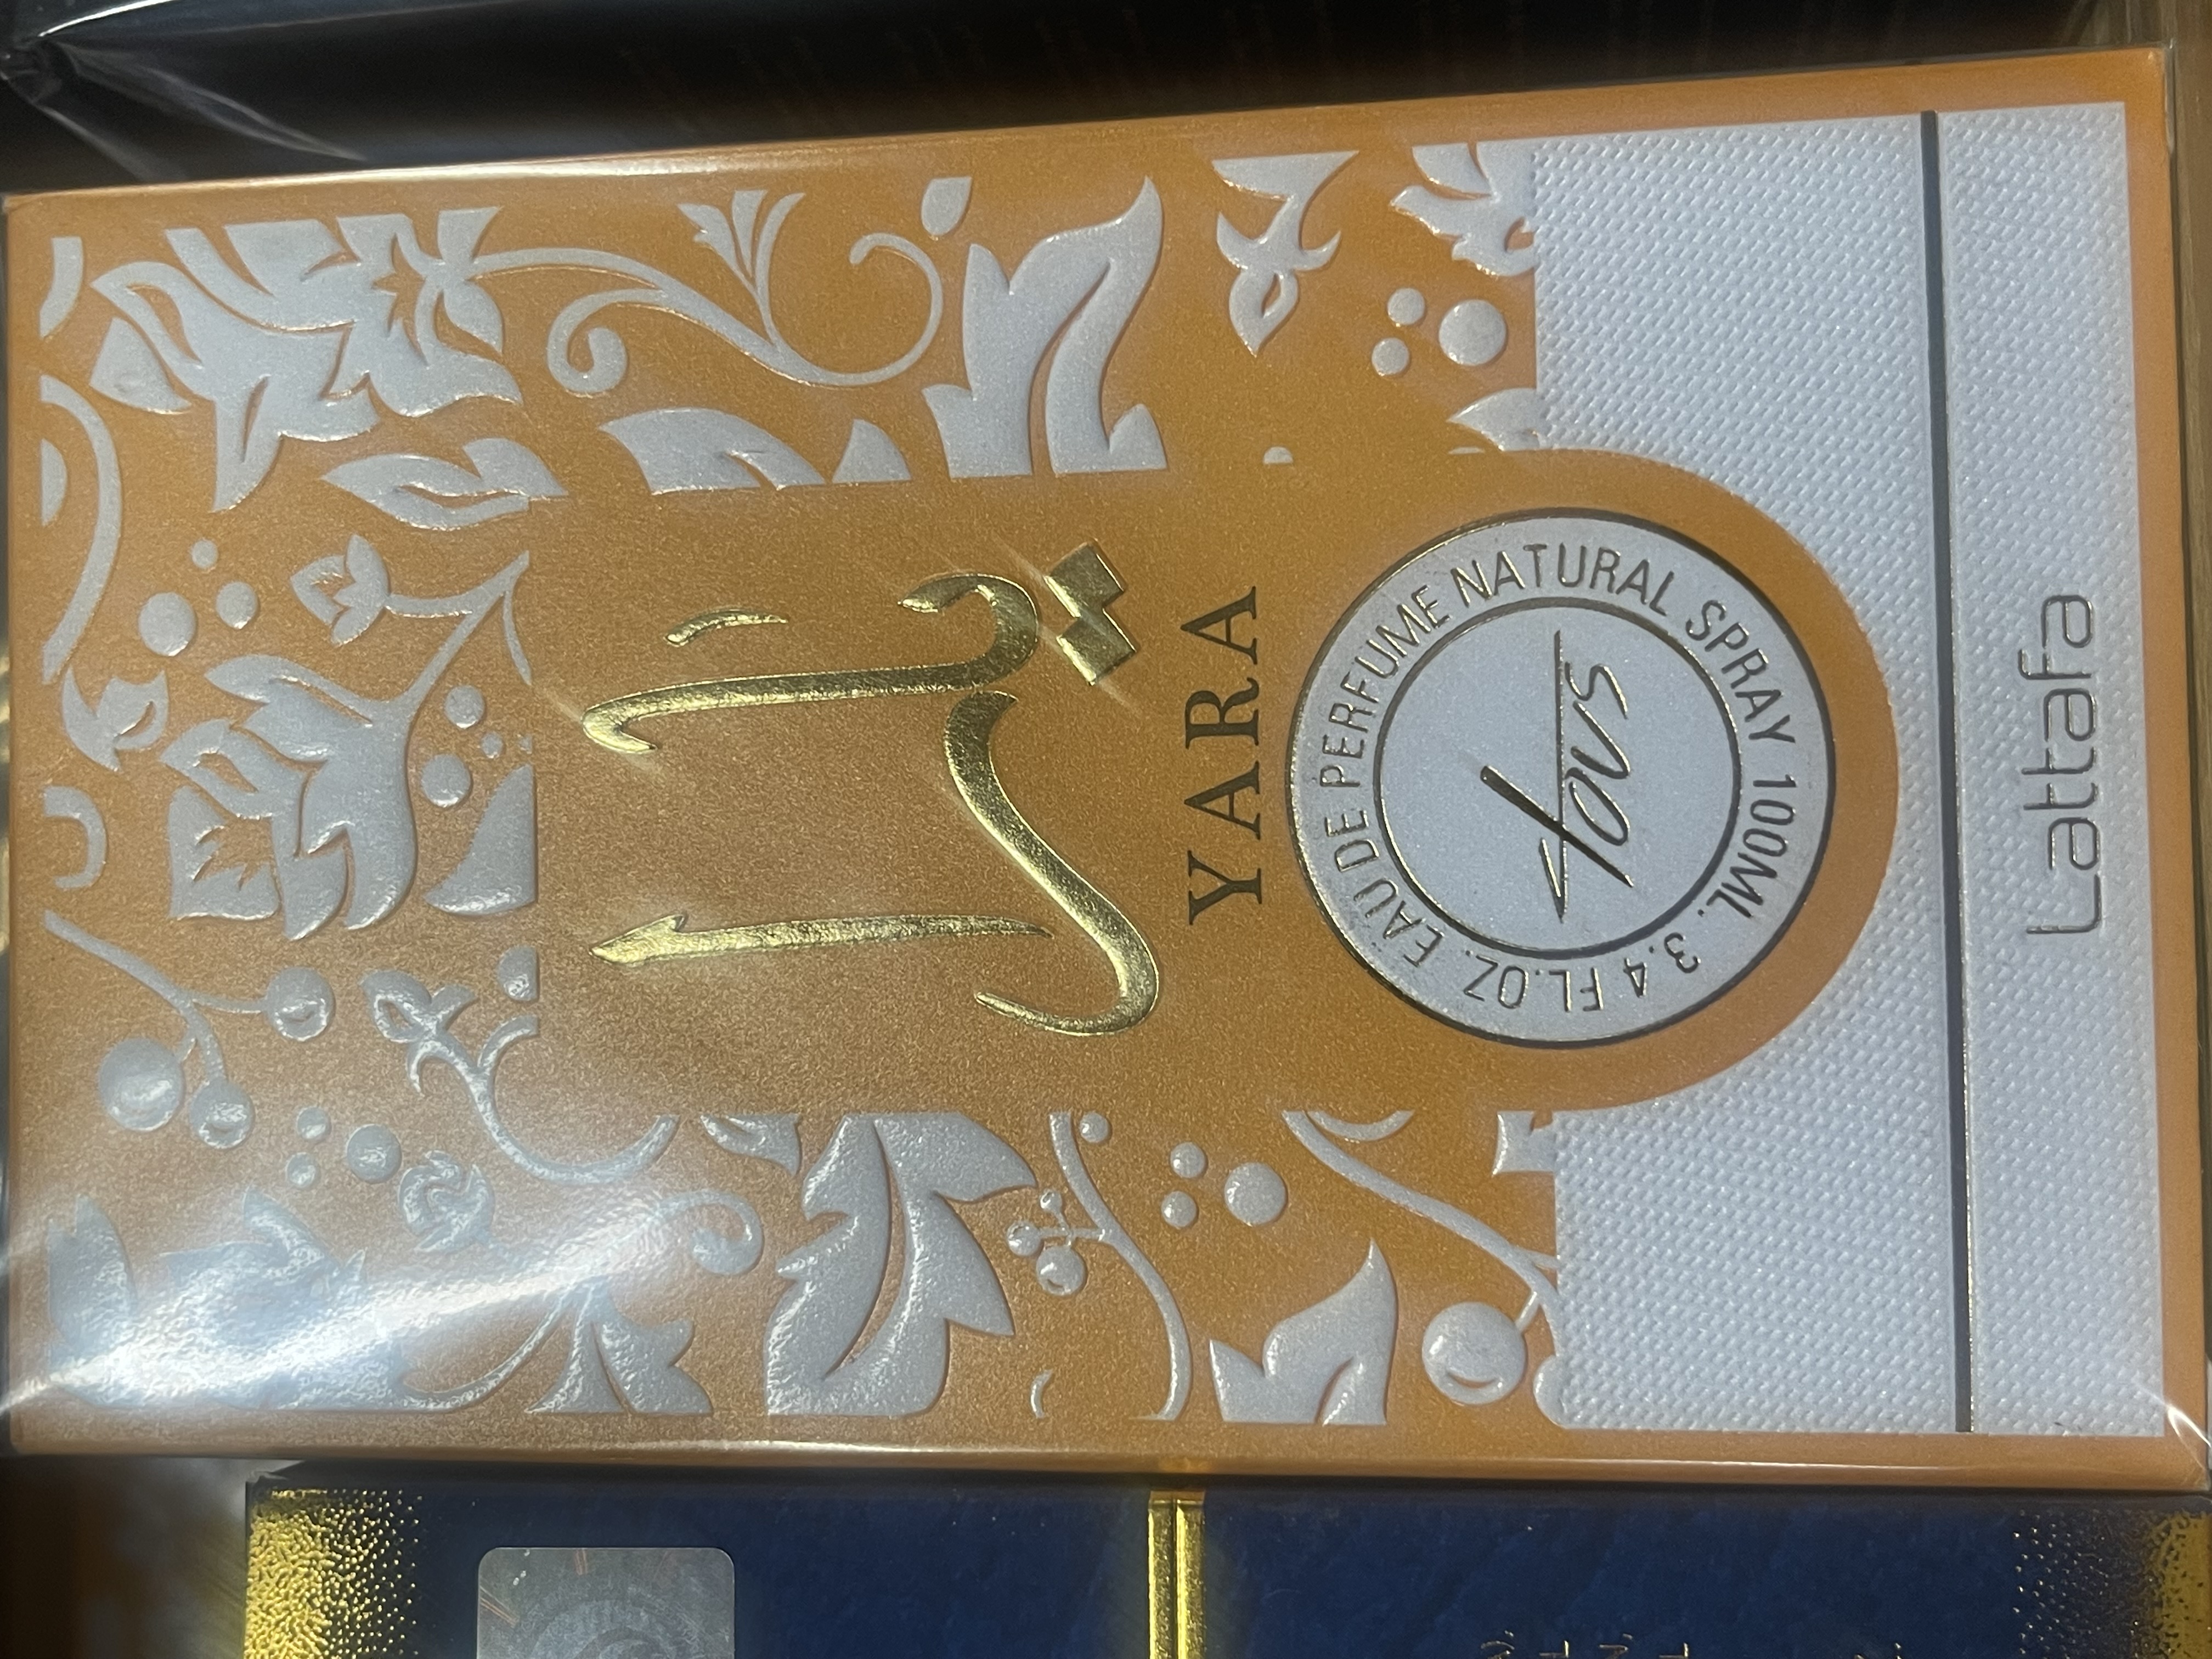 يارا
YARA
EAU DE PERFUME NATURAL SPRAY 100ML. 3.4 FL.OZ.
TOUS
Lattafa